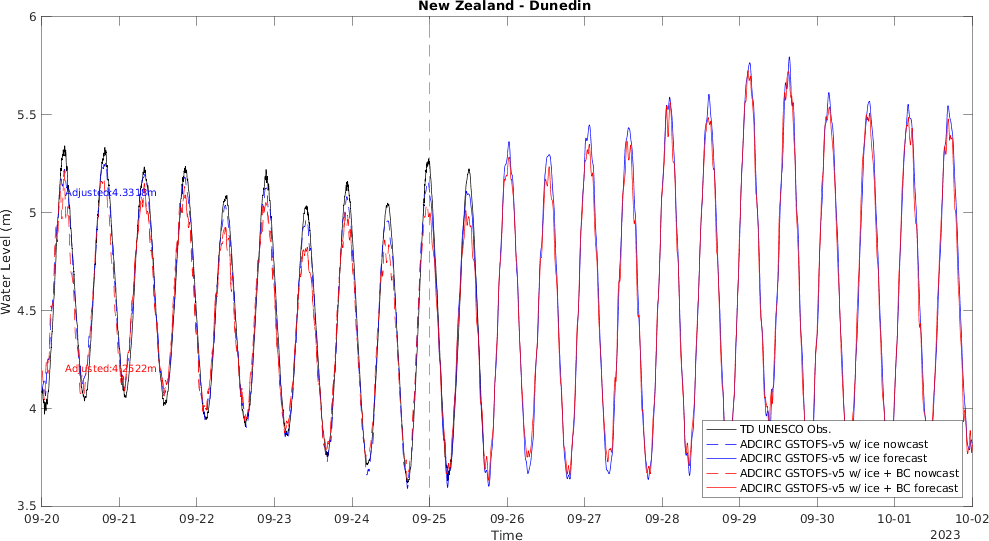 New Zealand - Dunedin
6
5.5
5
4.5
4
3.5
Water Level (m)
Adjusted:4.3318m
Adjusted:4.2522m
TD UNESCO Obs.
ADCIRC GSTOFS-v5 w/ ice nowcast
ADCIRC GSTOFS-v5 w/ ice forecast
ADCIRC GSTOFS-v5 w/ ice + BC nowcast
ADCIRC GSTOFS-v5 w/ ice + BC forecast
09-20 09-21 09-22 09-23 09-24 09-25 09-26 09-27 09-28 09-29 09-30 10-01 10-02
Time
2023